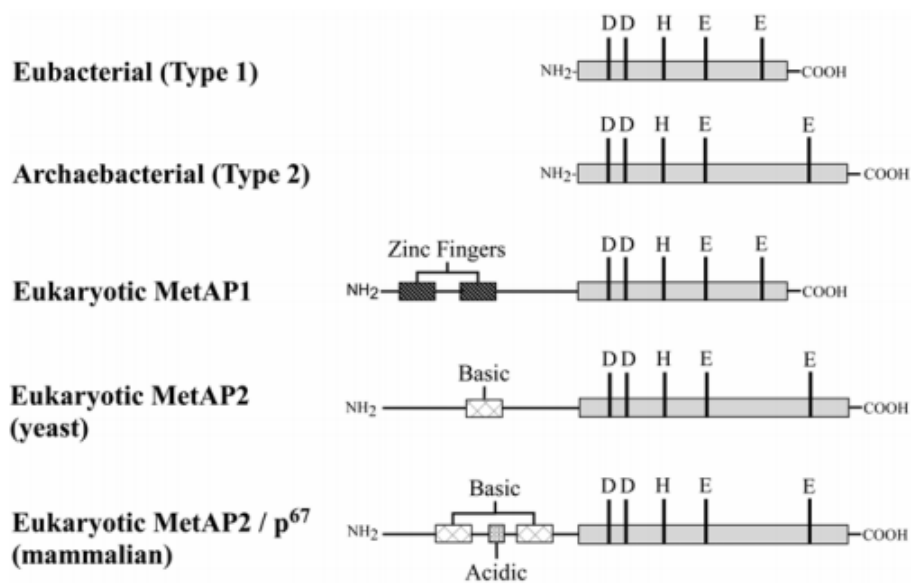 D D H E E
Eubacterial (Type 1) NH2 COOH
D D H E E
Archaebacterial (Type 2) NH2 COOH
Zinc Fingers D D H E E
Eukaryotic MetAP1 NH2 COOH
Basic D D H E E
Eukaryotic MetAP2 NH2 COOH
(yeast)
Basic D D H E E
Eukaryotic MetAP2 / p67 NH2 COOH
(mammalian) Acidic